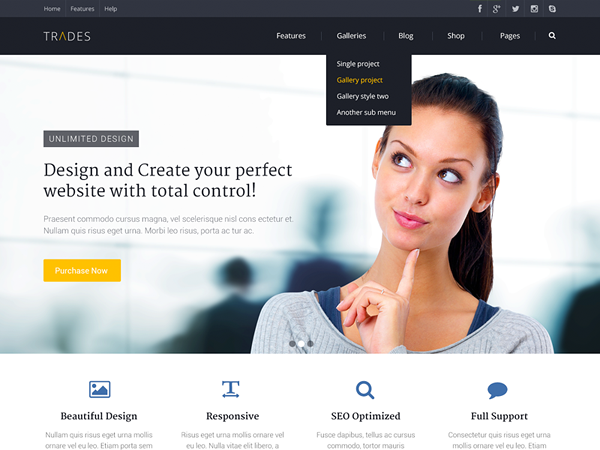 Home Features Help
TRADES Features Galleries Blog Shop Pages
Single project
Gallery project
Gallery style two
Another sub menu
UNLIMITED DESIGN
Design and Create your perfect
website with total control!
Praesent commodo cursus magna, vel scelerisque nisl cons ectetur et.
Nullam quis risus eget urna. Morbi leo risus, porta ac tur ac.
Purchase Now
Beautiful Design
Nullam quis risus eget urna mollis
ornare vel eu leo. Etiam porta sem
Responsive
Risus eget urna mollis ornare vel
eu leo. Nulla vitae elit libero, a
SEO Optimized
Fusce dapibus, tellus ac cursus
commodo, tortor mauris
Full Support
Consectetur quis risus eget urna
mollis ornare vel eu leo. Etiam